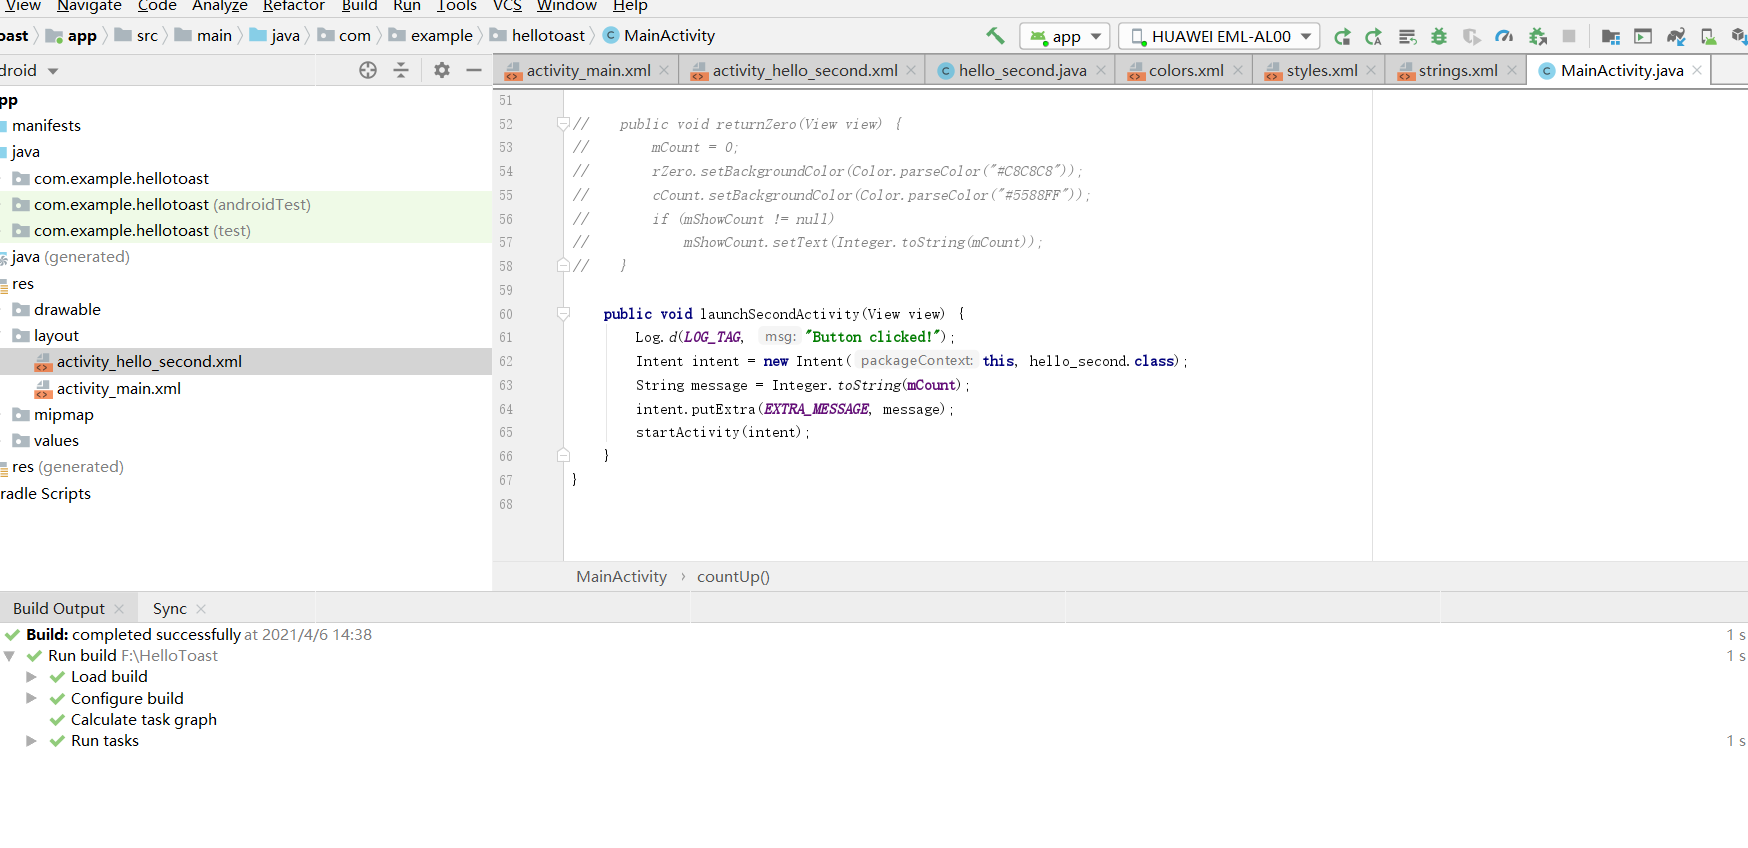 View Navigate Code Analyze Refactor Build Run Tools VCS Window Help
oast app src main java com example hellotoast MainActivity app HUAWEI EML-AL00
droid activity_main.xml activity_hello_second.xml hello_second.java colors.xml styles.xml strings.xml MainActivity.java
pp
manifests
java
com.example.hellotoast
com.example.hellotoast (androidTest)
com.example.hellotoast (test)
java (generated)
res
drawable
layout
activity_hello_second.xml
activity_main.xml
mipmap
values
res (generated)
radle Scripts
51
52 // public void returnZero(View view) {
53 // mCount = 0;
54 // rZero.setBackgroundColor(Color.parseColor("#C8C8C8"));
55 // cCount.setBackgroundColor(Color.parseColor("#5588FF"));
56 // if (mShowCount != null)
57 // mShowCount.setText(Integer.toString(mCount));
58 // }
59
60 public void launchSecondActivity(View view) {
61 Log.d(LOG_TAG, msg: "Button clicked!");
62 Intent intent = new Intent( packageContext: this, hello_second.class);
63 String message = Integer.toString(mCount);
64 intent.putExtra(EXTRA_MESSAGE, message);
65 startActivity(intent);
66 }
67 }
68
MainActivity › countUp()
Build Output Sync
Build: completed successfully at 2021/4/6 14:38 1 s
Run build F:\HelloToast 1 s
Load build
Configure build
Calculate task graph
Run tasks 1 s